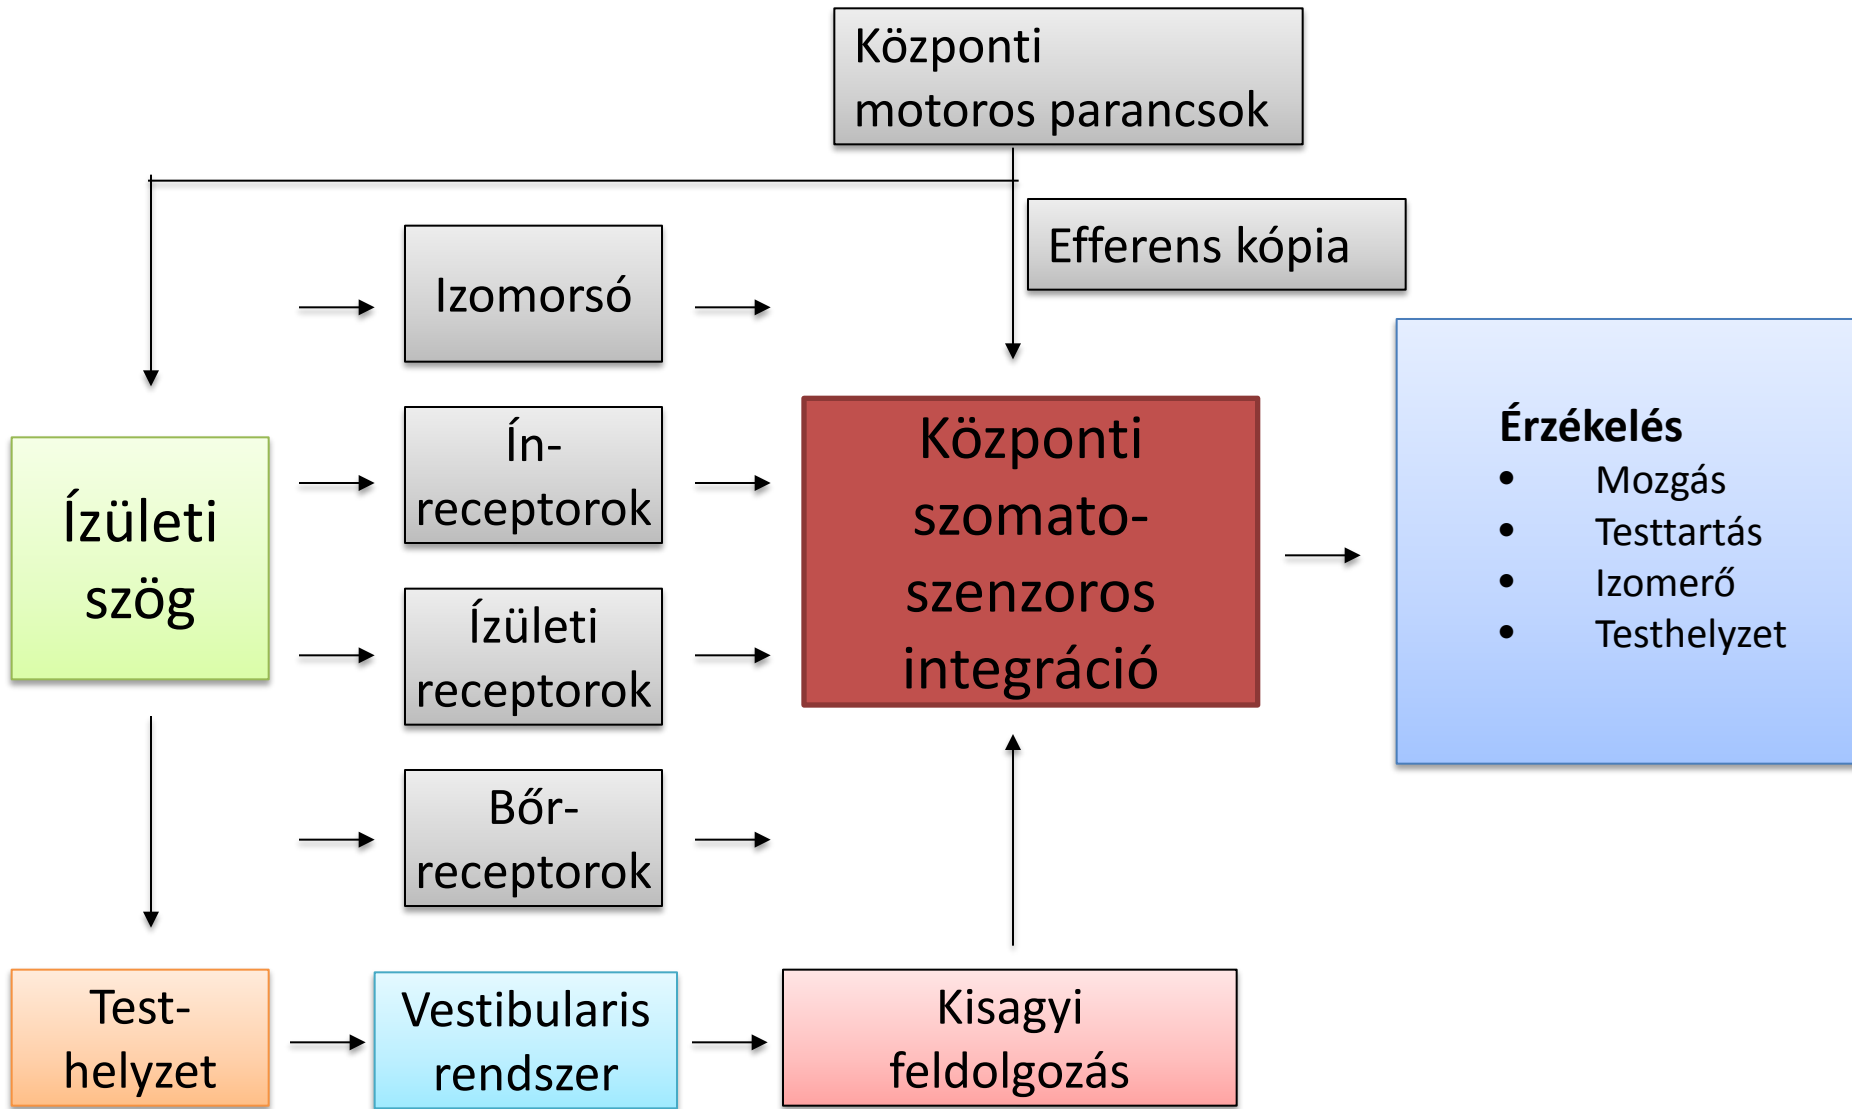 Központi
motoros parancsok
Efferens kópia
Izomorsó
Ín-
receptorok
Ízületi
receptorok
Bőr-
receptorok
Ízületi
szög
Központi
szomato-
szenzoros
integráció
Érzékelés
• Mozgás
• Testtartás
• Izomerő
• Testhelyzet
Test-
helyzet
Vestibularis
rendszer
Kisagyi
feldolgozás